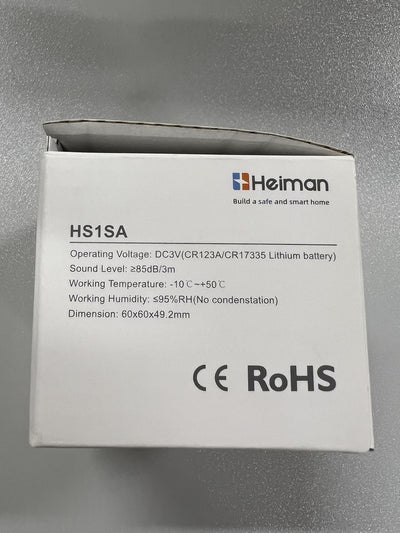 Heiman
Build a safe and smart home
HS1SA
Operating Voltage: DC3V(CR123A/CR17335 Lithium battery)
Sound Level: ≥85dB/3m
Working Temperature: -10℃~+50℃
Working Humidity: ≤95%RH(No condenstation)
Dimension: 60x60x49.2mm
CE RoHS